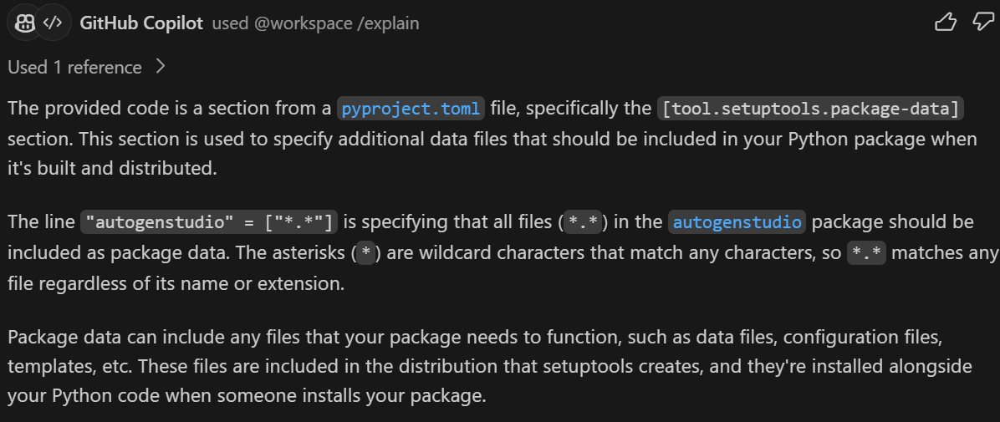 GitHub Copilot used @workspace /explain
Used 1 reference
The provided code is a section from a pyproject.toml file, specifically the [tool.setuptools.package-data]
section. This section is used to specify additional data files that should be included in your Python package when
it's built and distributed.
The line "autogenstudio" = ["*.*"] is specifying that all files (*.*) in the autogenstudio package should be
included as package data. The asterisks (*) are wildcard characters that match any characters, so *.* matches any
file regardless of its name or extension.
Package data can include any files that your package needs to function, such as data files, configuration files,
templates, etc. These files are included in the distribution that setuptools creates, and they're installed alongside
your Python code when someone installs your package.